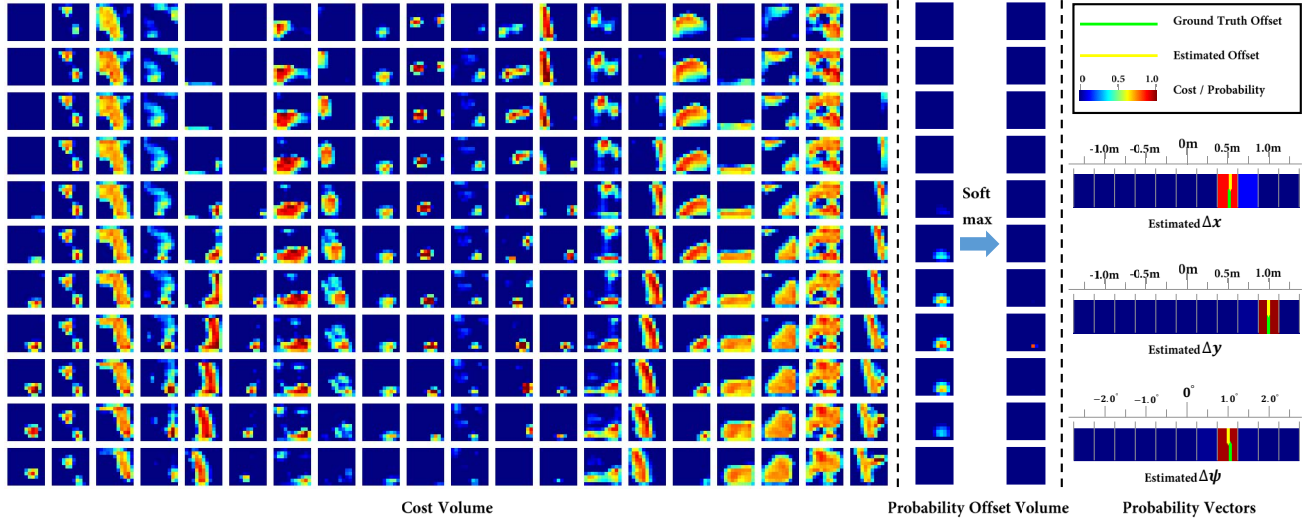 Ground Truth Offset
Estimated Offset
0 0.5 1.0
Cost / Probability
-1.0m -0.5m 0m 0.5m 1.0m
Estimated Δx
Soft
max
-1.0m -0.5m 0m 0.5m 1.0m
Estimated Δy
−2.0° −1.0° 0° 1.0° 2.0°
Estimated Δψ
Cost Volume
Probability Offset Volume
Probability Vectors